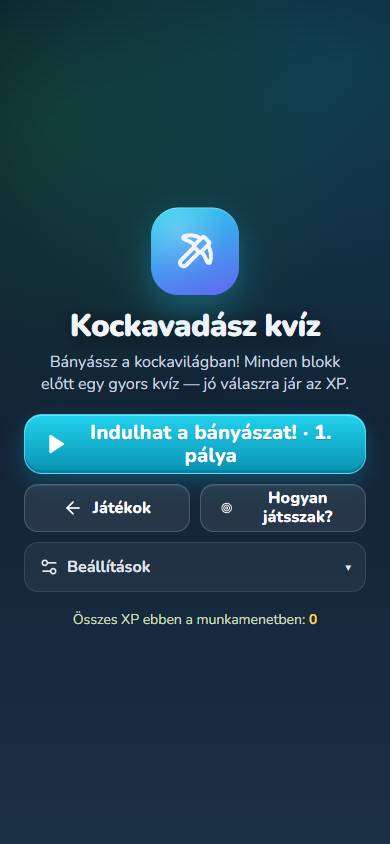 Kockavadász kvíz
Bányássz a kockavilágban! Minden blokk
előtt egy gyors kvíz — jó válaszra jár az XP.
Indulhat a bányászat! · 1.
pálya
Játékok
Hogyan
játsszak?
Beállítások
Összes XP ebben a munkamenetben: 0